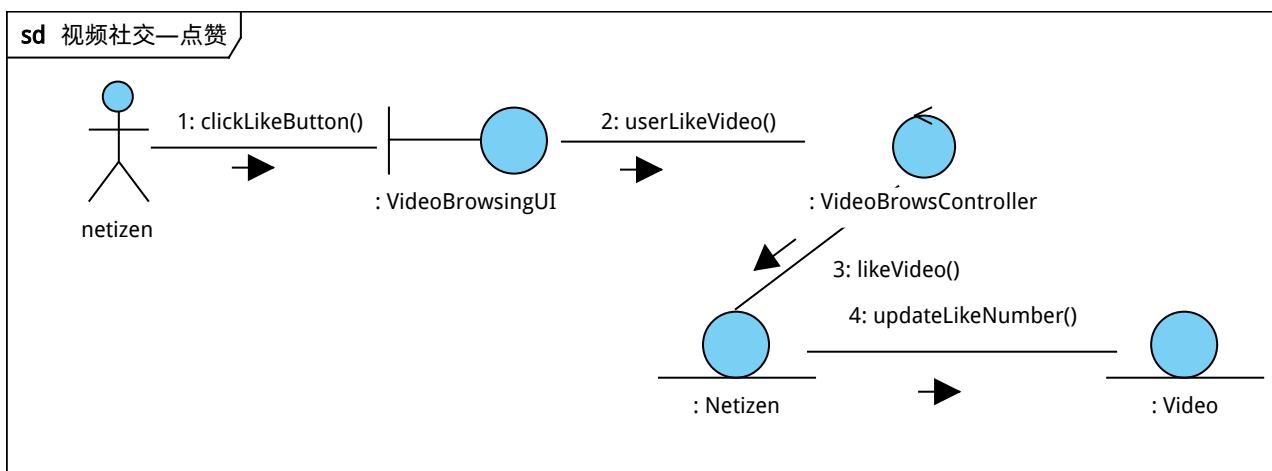 sd 视频社交—点赞
1: clickLikeButton()
2: userLikeVideo()
: VideoBrowsingUI
: VideoBrowsController
netizen
3: likeVideo()
4: updateLikeNumber()
: Netizen
: Video